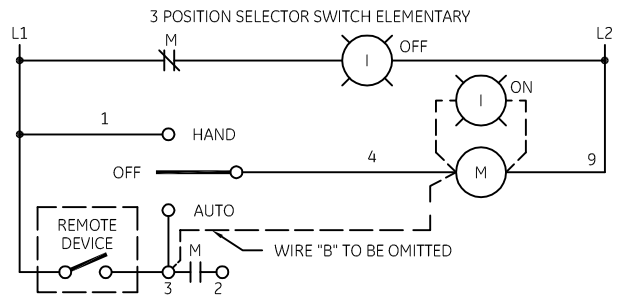 3 POSITION SELECTOR SWITCH ELEMENTARY
L1
L2
M
I
OFF
I
ON
1
HAND
OFF
4
M
9
AUTO
REMOTE
DEVICE
M
WIRE "B" TO BE OMITTED
3
2